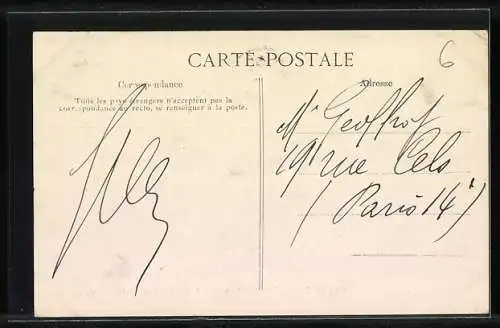 CARTE POSTALE
6
Correspondance
Tous les pays étrangers n'acceptent pas la
correspondance au recto, se renseigner à la poste.
Adresse
Mr Geoffroy
19 rue Cels
(Paris 14e)